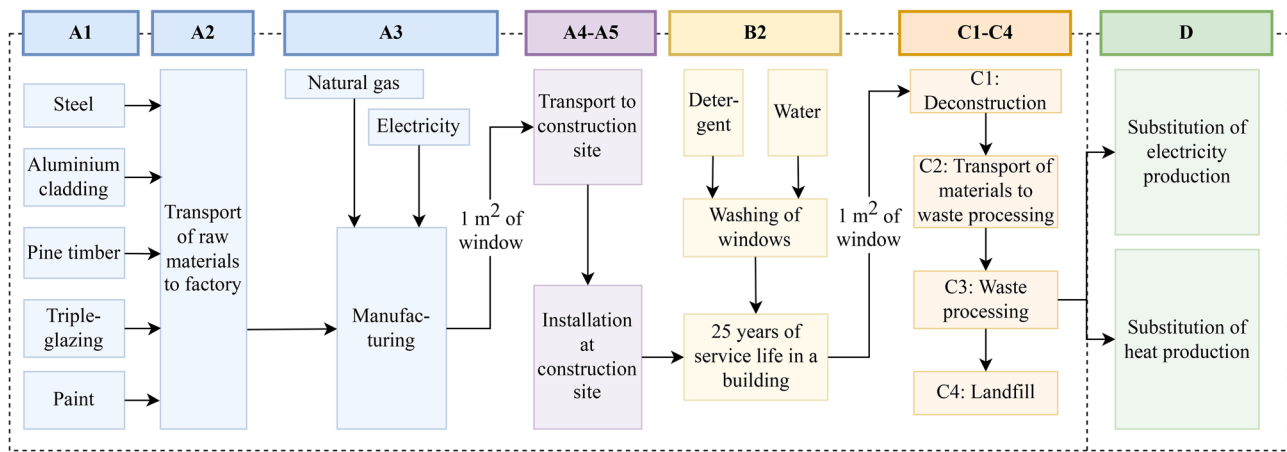 A1
A2
A3
A4-A5
B2
C1-C4
D
Steel
Aluminium
cladding
Pine timber
Triple-
glazing
Paint
Transport
of raw
materials
to factory
Natural gas
Electricity
Manufac-
turing
1 m² of
window
Transport to
construction
site
Installation
at
construction
site
Deter-
gent
Water
Washing of
windows
25 years of
service life in a
building
1 m² of
window
C1:
Deconstruction
C2: Transport of
materials to
waste processing
C3: Waste
processing
C4: Landfill
Substitution of
electricity
production
Substitution of
heat production